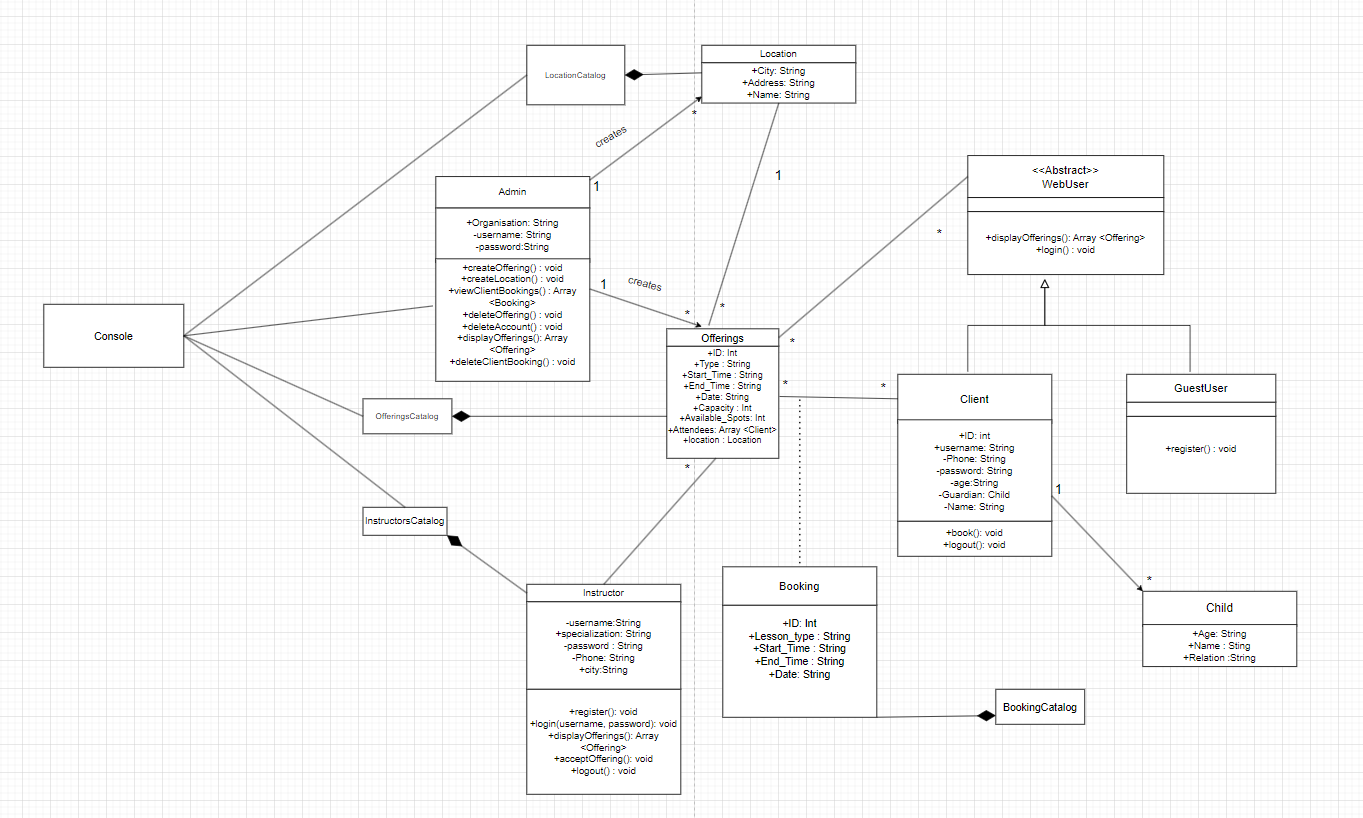 LocationCatalog
Location
+City: String
+Address: String
+Name: String
*
creates
1
1
Admin
+Organisation: String
-username: String
-password:String
+createOffering() : void
+createLocation() : void
+viewClientBookings() : Array
<Booking>
+deleteOffering() : void
+deleteAccount() : void
+displayOfferings(): Array
<Offering>
+deleteClientBooking() : void
1
creates
*
*
<<Abstract>>
WebUser
+displayOfferings(): Array <Offering>
+login() : void
*
*
Console
Offerings
+ID: Int
+Type : String
+Start_Time : String
+End_Time : String
+Date: String
+Capacity : Int
+Available_Spots: Int
+Attendees: Array <Client>
+location : Location
*
*
*
OfferingsCatalog
Client
+ID: int
+username: String
-Phone: String
-password: String
-age:String
-Guardian: Child
-Name: String
+book(): void
+logout(): void
GuestUser
+register() : void
1
*
InstructorsCatalog
Instructor
-username:String
+specialization: String
-password : String
-Phone: String
+city:String
+register(): void
+login(username, password): void
+displayOfferings(): Array
<Offering>
+acceptOffering(): void
+logout() : void
Booking
+ID: Int
+Lesson_type : String
+Start_Time : String
+End_Time : String
+Date: String
Child
+Age: String
+Name : Sting
+Relation :String
BookingCatalog